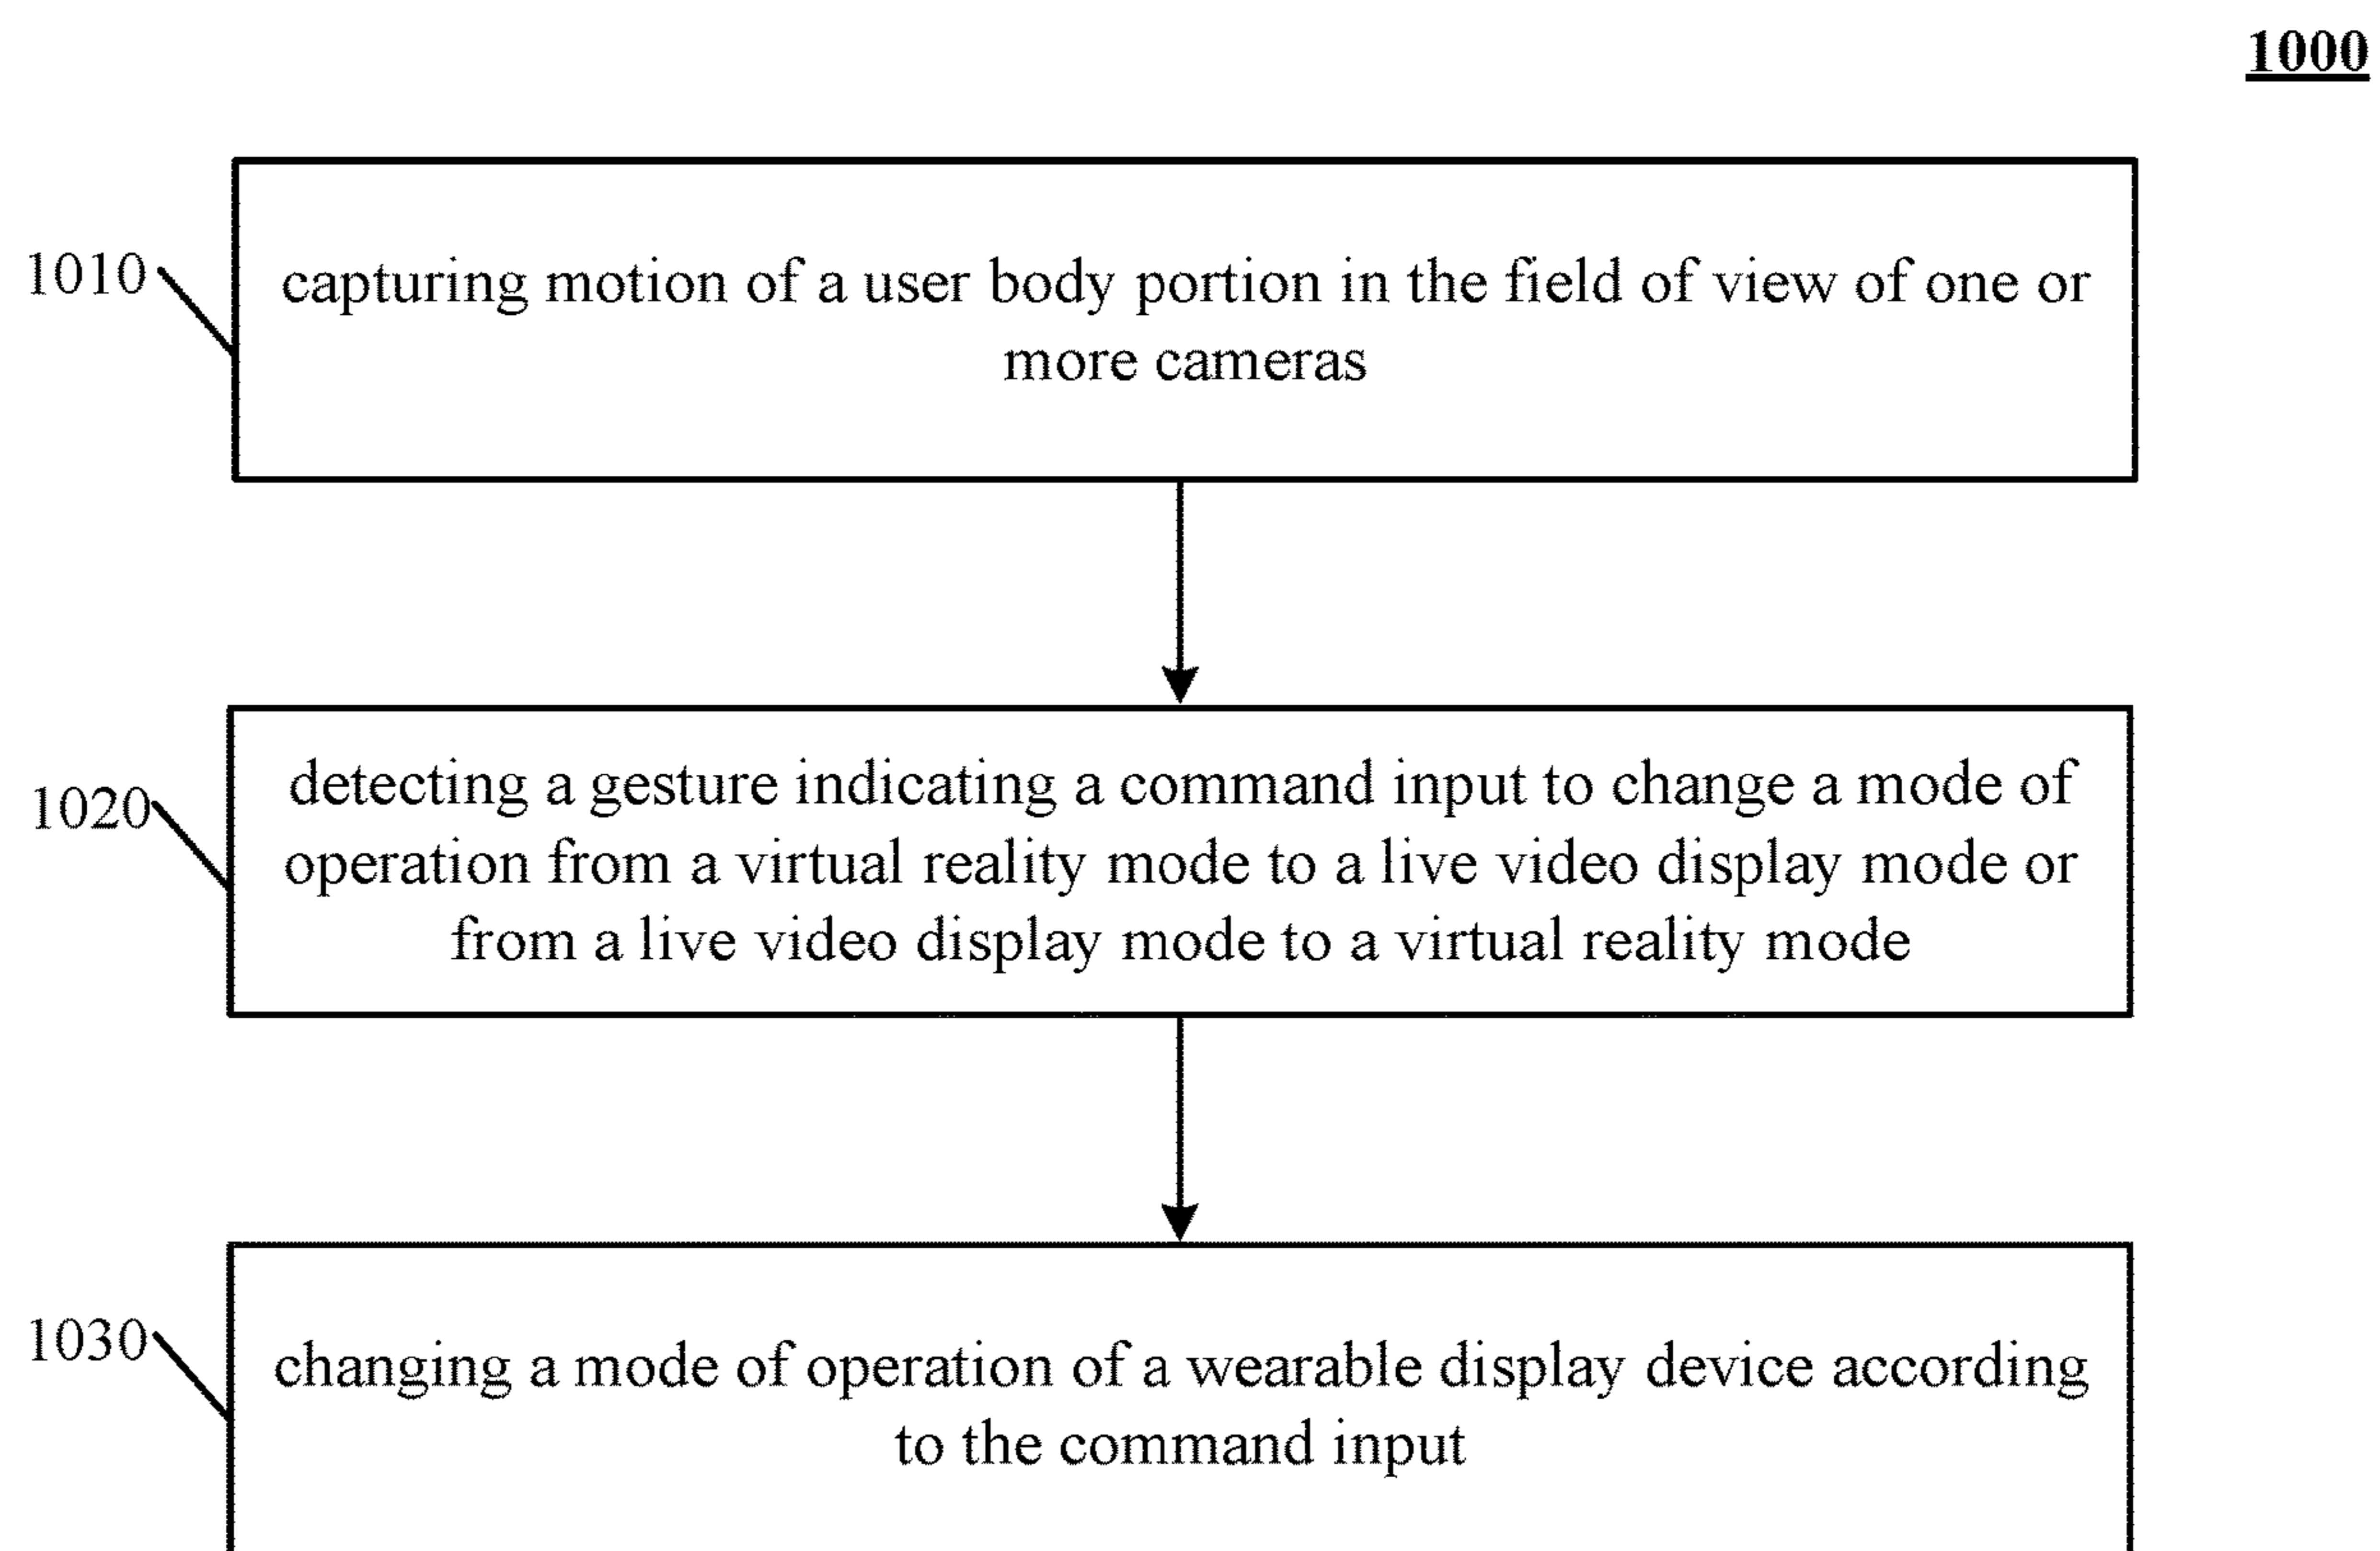 1000
1010
capturing motion of a user body portion in the field of view of one or
more cameras
1020
detecting a gesture indicating a command input to change a mode of
operation from a virtual reality mode to a live video display mode or
from a live video display mode to a virtual reality mode
1030
changing a mode of operation of a wearable display device according
to the command input